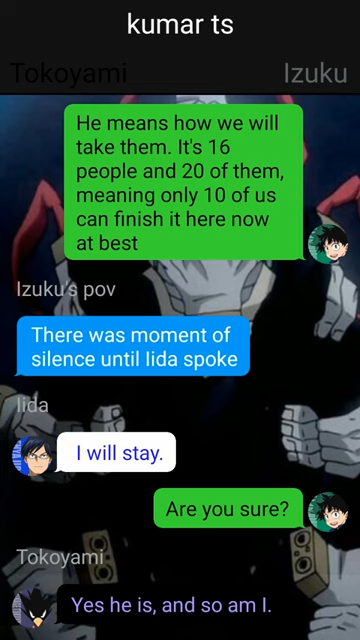 kumar ts
Tokoyami Izuku
He means how we will
take them. It's 16
people and 20 of them,
meaning only 10 of us
can finish it here now
at best
Izuku's pov
There was moment of
silence until Iida spoke
Iida
I will stay.
Are you sure?
Tokoyami
Yes he is, and so am I.